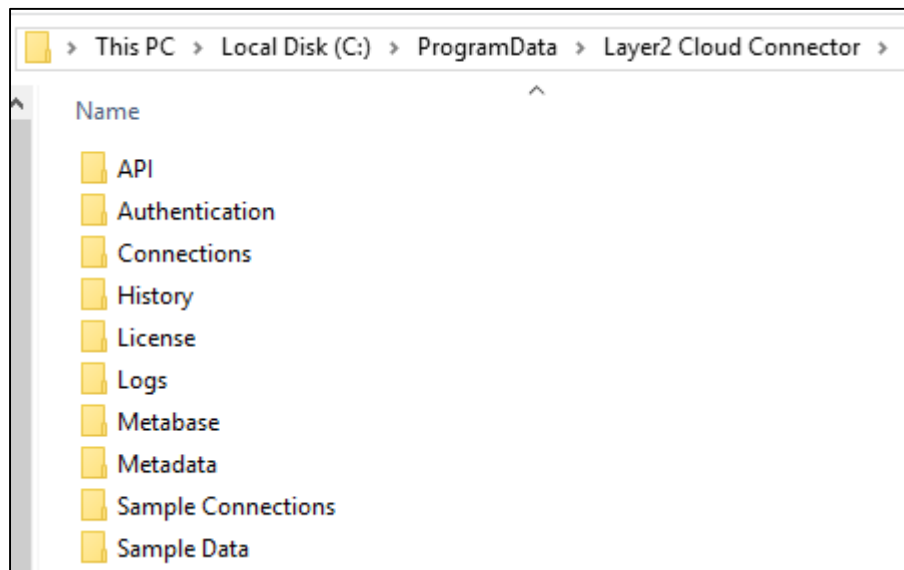 This PC > Local Disk (C:) > ProgramData > Layer2 Cloud Connector >
Name
API
Authentication
Connections
History
License
Logs
Metabase
Metadata
Sample Connections
Sample Data